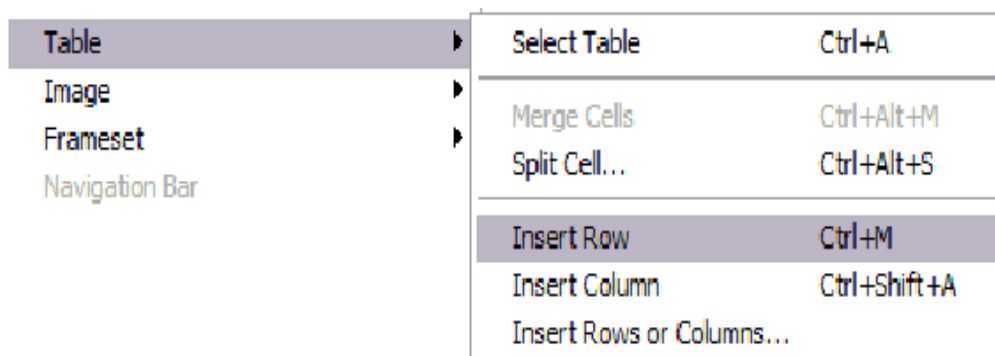 Table
Image
Frameset
Navigation Bar
Select Table Ctrl+A
Merge Cells Ctrl+Alt+M
Split Cell... Ctrl+Alt+S
Insert Row Ctrl+M
Insert Column Ctrl+Shift+A
Insert Rows or Columns...